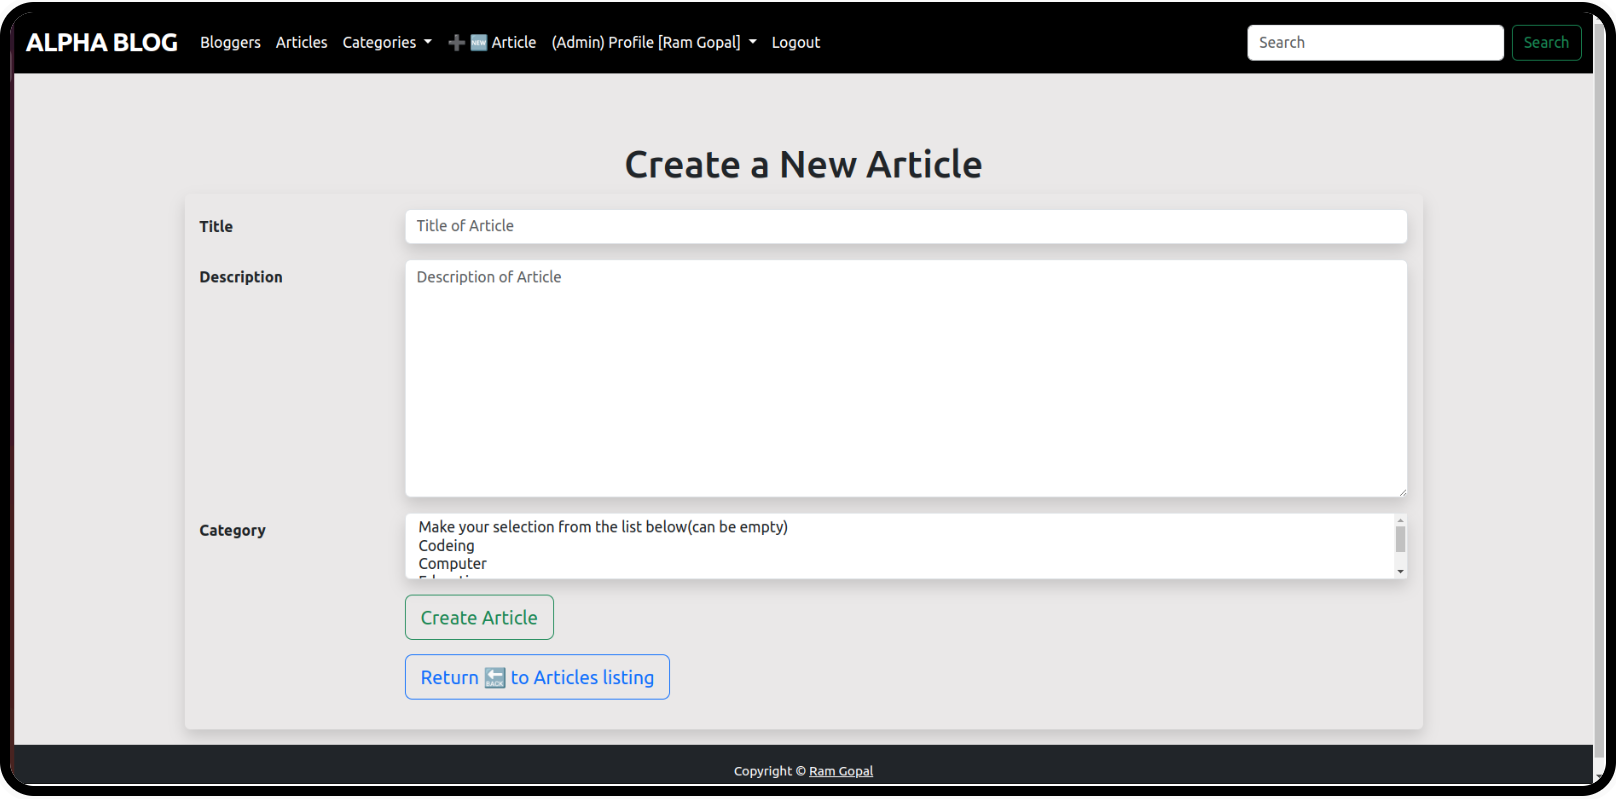 ALPHA BLOG Bloggers Articles Categories ➕ 🆕 Article (Admin) Profile [Ram Gopal] Logout Search Search
Create a New Article
Title Title of Article
Description Description of Article
Category Make your selection from the list below(can be empty)
Codeing
Computer
Create Article
Return 🔙 to Articles listing
Copyright © Ram Gopal